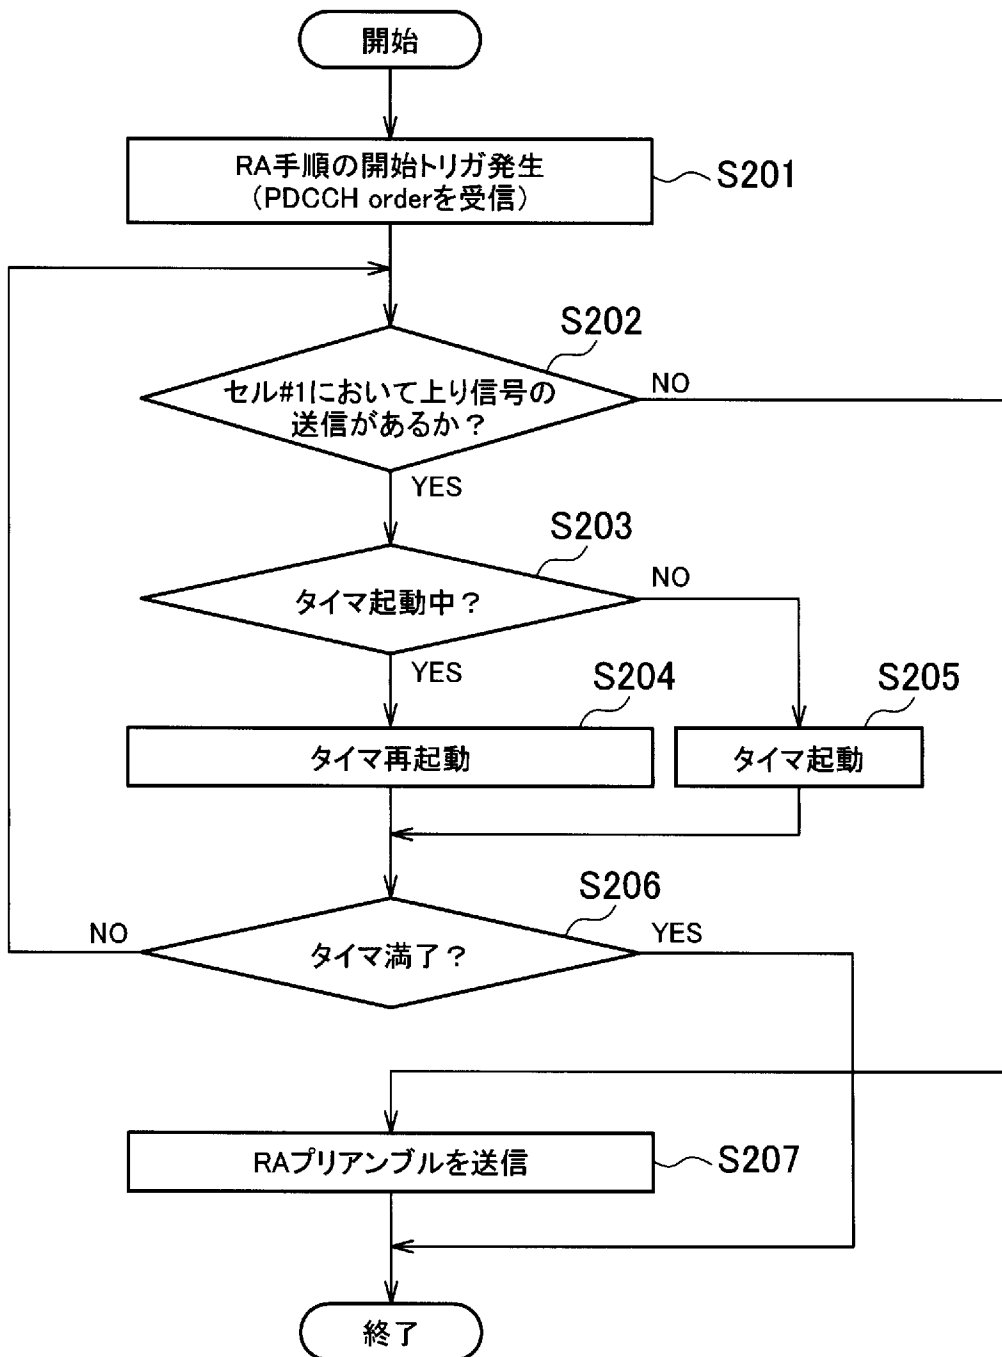 開始
RA手順の開始トリガ発生
（PDCCH orderを受信）
S201
S202
セル#1において上り信号の
送信があるか？
NO
YES
S203
タイマ起動中？
NO
YES
S204
タイマ再起動
S205
タイマ起動
S206
タイマ満了？
NO
YES
RAプリアンブルを送信
S207
終了